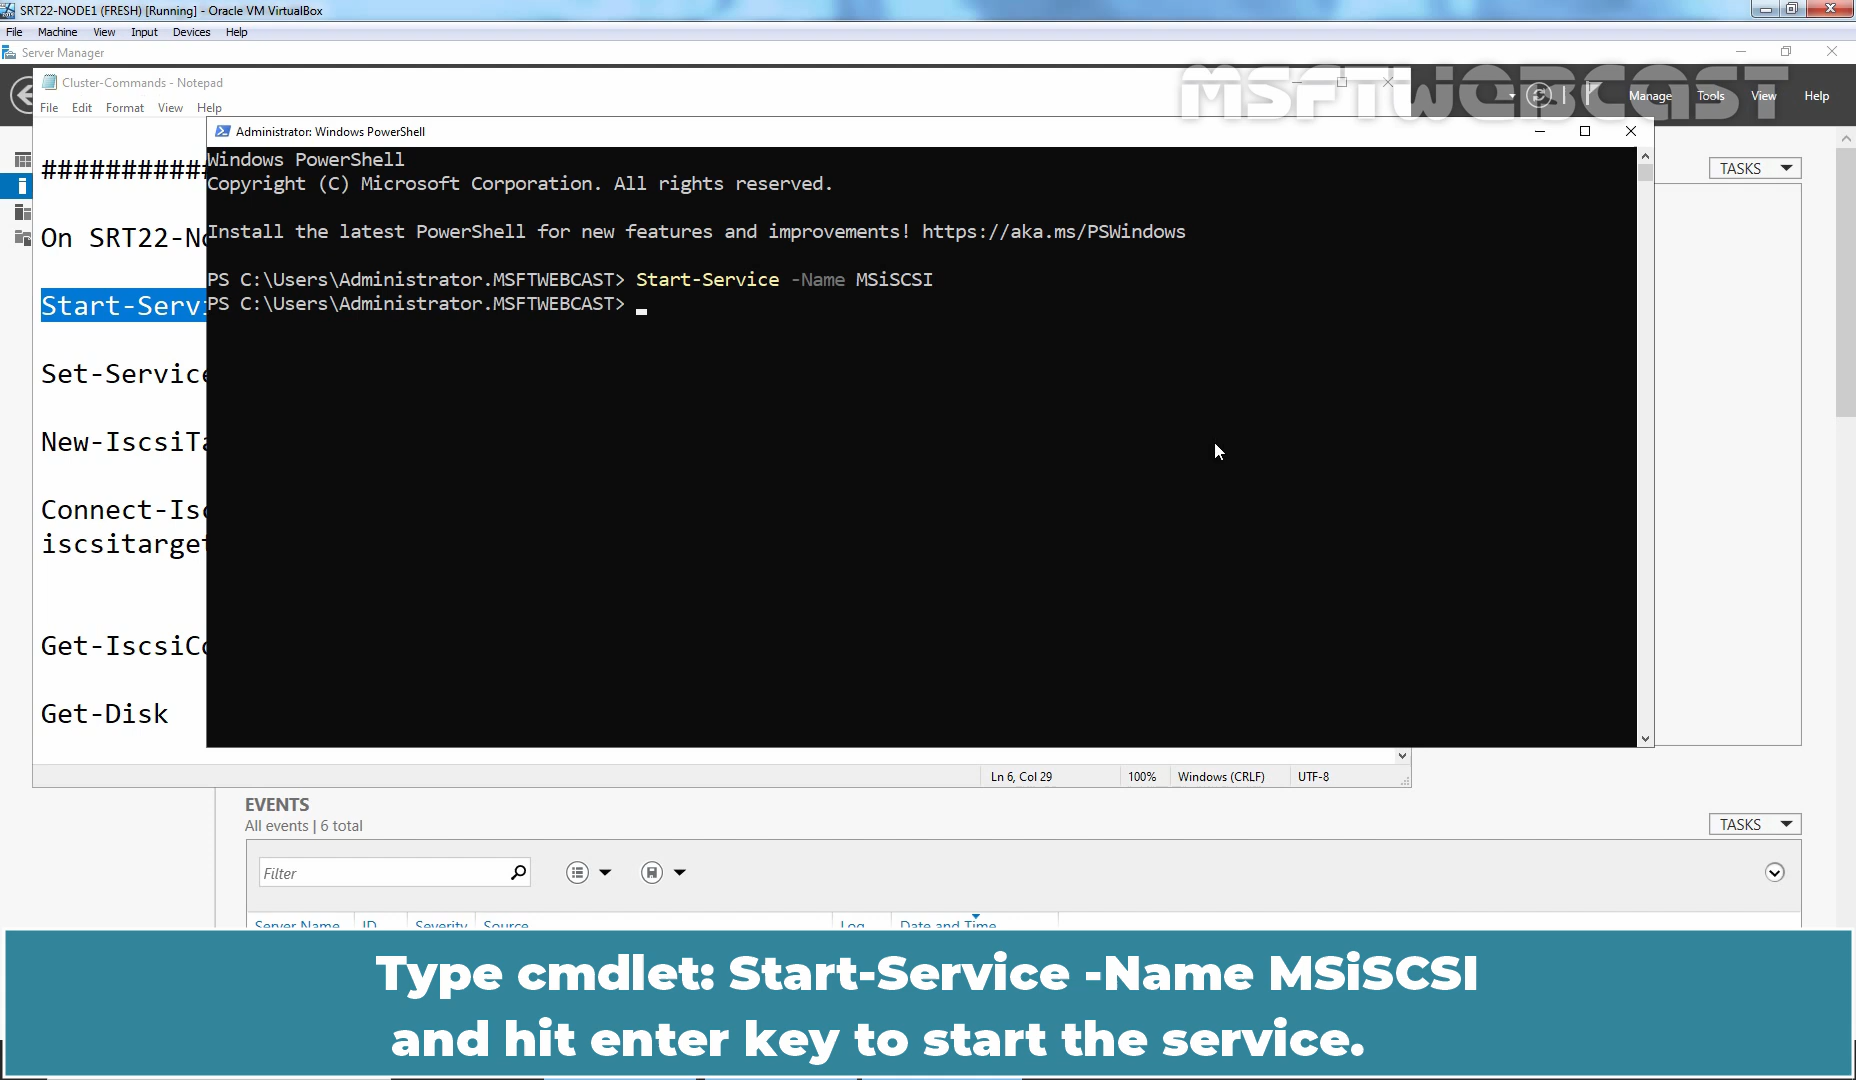 SRT22-NODE1 (FRESH) [Running] - Oracle VM VirtualBox
File Machine View Input Devices Help
Server Manager
MSFTWEBCAST
Manage Tools View Help
Cluster-Commands - Notepad
File Edit Format View Help
Administrator: Windows PowerShell
Windows PowerShell
Copyright (C) Microsoft Corporation. All rights reserved.
Install the latest PowerShell for new features and improvements! https://aka.ms/PSWindows
PS C:\Users\Administrator.MSFTWEBCAST> Start-Service -Name MSiSCSI
PS C:\Users\Administrator.MSFTWEBCAST>
###########
On SRT22-No
Start-Servi
Set-Service
New-IscsiTa
Connect-Isc
iscsitarget
Get-IscsiCo
Get-Disk
Ln 6, Col 29 100% Windows (CRLF) UTF-8
TASKS
EVENTS
All events | 6 total
TASKS
Filter
Server Name ID Severity Source Log Date and Time
Type cmdlet: Start-Service -Name MSiSCSI
and hit enter key to start the service.